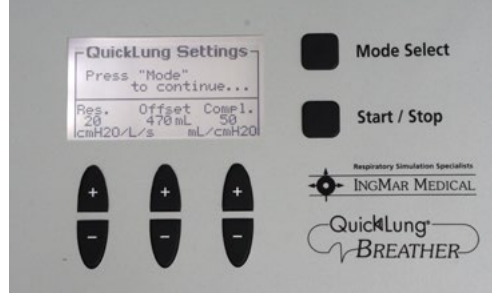 QuickLung Settings
Press "Mode"
to continue...
Res. Offset Compl.
20 470 mL 50
cmH2O/L/s mL/cmH2O
Mode Select
Start / Stop
+ + +
- - -
Respiratory Simulation Specialists
INGMAR MEDICAL
QuickLung®
BREATHER